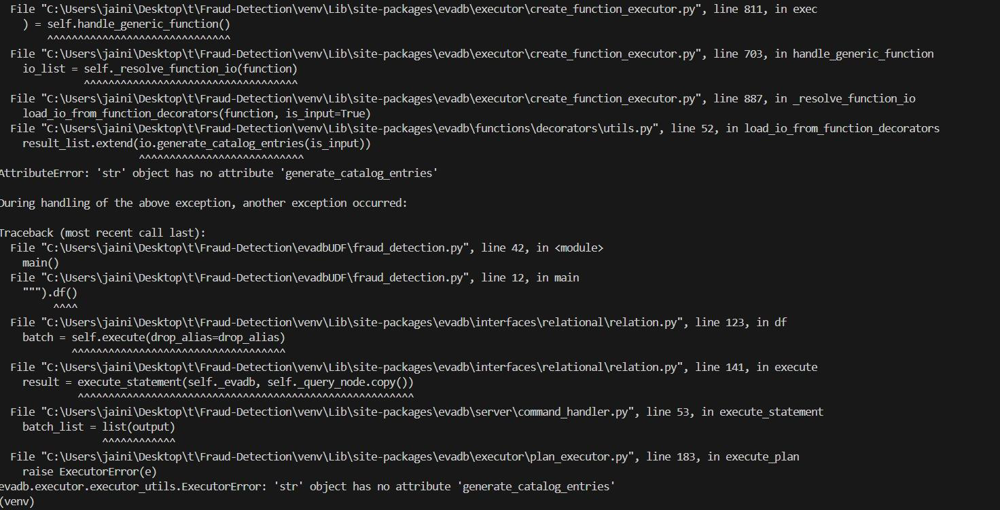 File "C:\Users\jaini\Desktop\t\Fraud-Detection\venv\Lib\site-packages\evadb\executor\create_function_executor.py", line 811, in exec
) = self.handle_generic_function()
^^^^^^^^^^^^^^^^^^^^^^^^^^^^^^
File "C:\Users\jaini\Desktop\t\Fraud-Detection\venv\Lib\site-packages\evadb\executor\create_function_executor.py", line 703, in handle_generic_function
io_list = self._resolve_function_io(function)
^^^^^^^^^^^^^^^^^^^^^^^^^^^^^^^^^^^
File "C:\Users\jaini\Desktop\t\Fraud-Detection\venv\Lib\site-packages\evadb\executor\create_function_executor.py", line 887, in _resolve_function_io
load_io_from_function_decorators(function, is_input=True)
File "C:\Users\jaini\Desktop\t\Fraud-Detection\venv\Lib\site-packages\evadb\functions\decorators\utils.py", line 52, in load_io_from_function_decorators
result_list.extend(io.generate_catalog_entries(is_input))
^^^^^^^^^^^^^^^^^^^^^^^^^^^
AttributeError: 'str' object has no attribute 'generate_catalog_entries'
During handling of the above exception, another exception occurred:
Traceback (most recent call last):
File "C:\Users\jaini\Desktop\t\Fraud-Detection\evadbUDF\fraud_detection.py", line 42, in <module>
main()
File "C:\Users\jaini\Desktop\t\Fraud-Detection\evadbUDF\fraud_detection.py", line 12, in main
""").df()
^^^^
File "C:\Users\jaini\Desktop\t\Fraud-Detection\venv\Lib\site-packages\evadb\interfaces\relational\relation.py", line 123, in df
batch = self.execute(drop_alias=drop_alias)
^^^^^^^^^^^^^^^^^^^^^^^^^^^^^^^^^^^
File "C:\Users\jaini\Desktop\t\Fraud-Detection\venv\Lib\site-packages\evadb\interfaces\relational\relation.py", line 141, in execute
result = execute_statement(self._evadb, self._query_node.copy())
^^^^^^^^^^^^^^^^^^^^^^^^^^^^^^^^^^^^^^^^^^^^^^^^^^^^^^^
File "C:\Users\jaini\Desktop\t\Fraud-Detection\venv\Lib\site-packages\evadb\server\command_handler.py", line 53, in execute_statement
batch_list = list(output)
^^^^^^^^^^^^
File "C:\Users\jaini\Desktop\t\Fraud-Detection\venv\Lib\site-packages\evadb\executor\plan_executor.py", line 183, in execute_plan
raise ExecutorError(e)
evadb.executor.executor_utils.ExecutorError: 'str' object has no attribute 'generate_catalog_entries'
(venv)